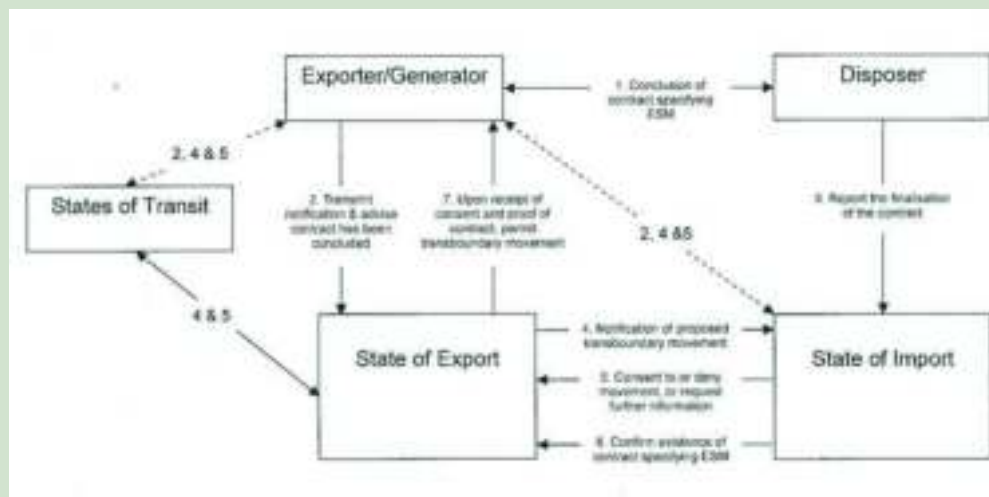 Exporter/Generator
Disposer
1. Conclusion of
contract specifying
ESM
2, 4 & 5
States of Transit
2. Transmit
notification & advise
contract has been
concluded
7. Upon receipt of
consent and proof of
contract, permit
transboundary movement
Report the finalisation
of the contract
2, 4 &5
4 & 5
State of Export
4. Notification of proposed
transboundary movement
State of Import
5. Consent to or deny
movement, or request
further information
6. Confirm existence of
contract specifying ESM